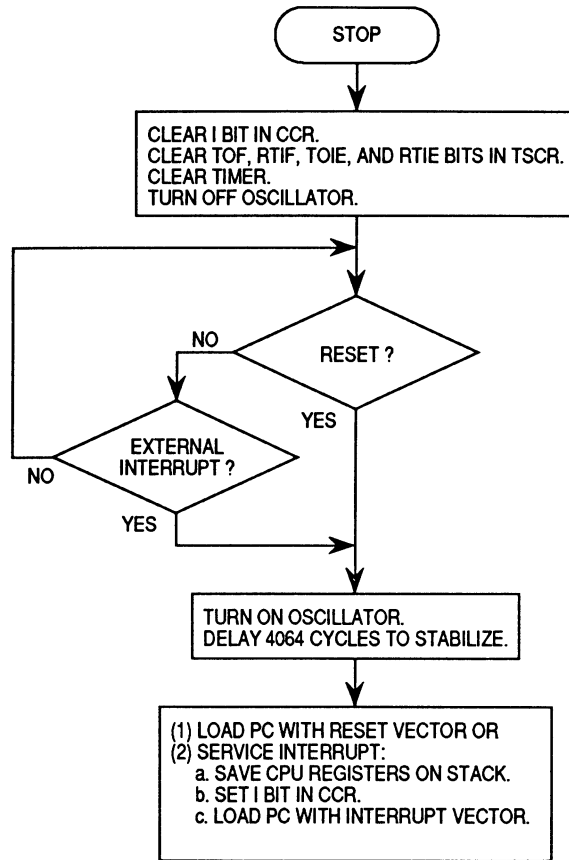 STOP
CLEAR I BIT IN CCR.
CLEAR TOF, RTIF, TOIE, AND RTIE BITS IN TSCR.
CLEAR TIMER.
TURN OFF OSCILLATOR.
RESET ?
NO
YES
EXTERNAL
INTERRUPT ?
NO
YES
TURN ON OSCILLATOR.
DELAY 4064 CYCLES TO STABILIZE.
(1) LOAD PC WITH RESET VECTOR OR
(2) SERVICE INTERRUPT:
a. SAVE CPU REGISTERS ON STACK.
b. SET I BIT IN CCR.
c. LOAD PC WITH INTERRUPT VECTOR.